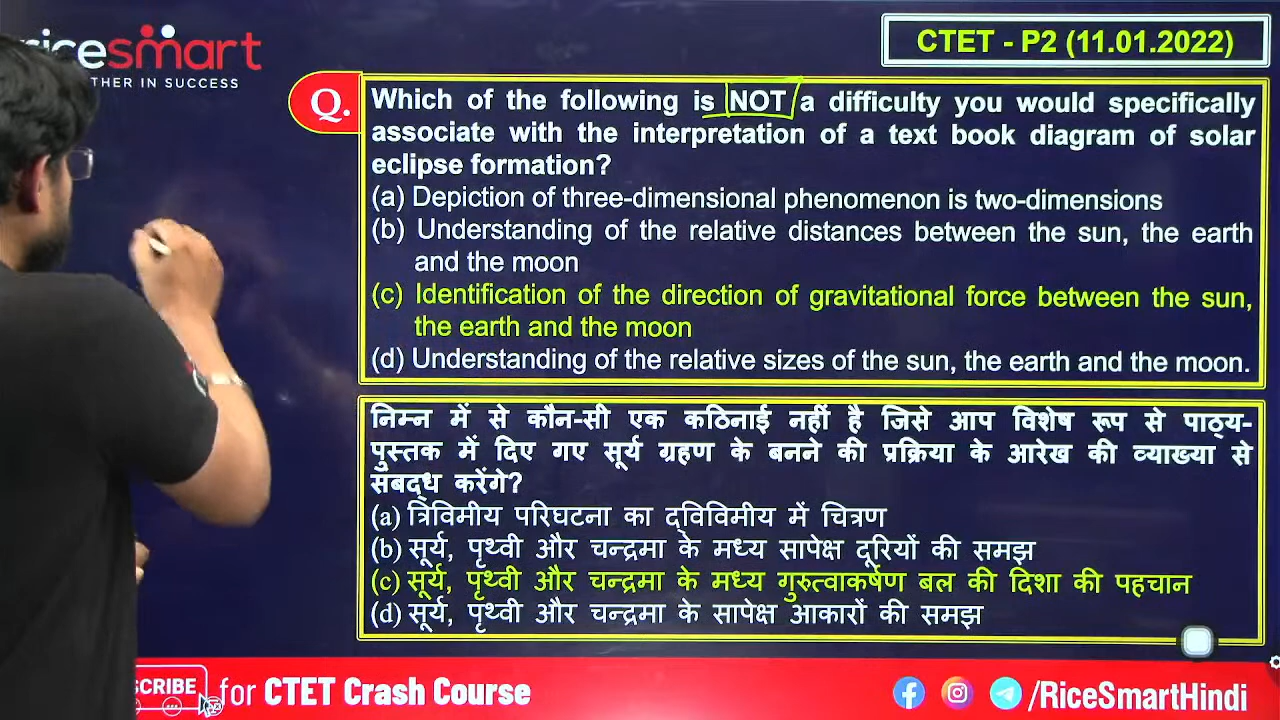 ricesmart
THER IN SUCCESS
CTET - P2 (11.01.2022)
Q.
Which of the following is NOT a difficulty you would specifically
associate with the interpretation of a text book diagram of solar
eclipse formation?
(a) Depiction of three-dimensional phenomenon is two-dimensions
(b) Understanding of the relative distances between the sun, the earth
and the moon
(c) Identification of the direction of gravitational force between the sun,
the earth and the moon
(d) Understanding of the relative sizes of the sun, the earth and the moon.
निम्न में से कौन-सी एक कठिनाई नहीं है जिसे आप विशेष रूप से पाठ्य-
पुस्तक में दिए गए सूर्य ग्रहण के बनने की प्रक्रिया के आरेख की व्याख्या से
संबद्ध करेंगे?
(a) त्रिविमीय परिघटना का द्विविमीय में चित्रण
(b) सूर्य, पृथ्वी और चन्द्रमा के मध्य सापेक्ष दूरियों की समझ
(c) सूर्य, पृथ्वी और चन्द्रमा के मध्य गुरुत्वाकर्षण बल की दिशा की पहचान
(d) सूर्य, पृथ्वी और चन्द्रमा के सापेक्ष आकारों की समझ
SCRIBE for CTET Crash Course
/RiceSmartHindi